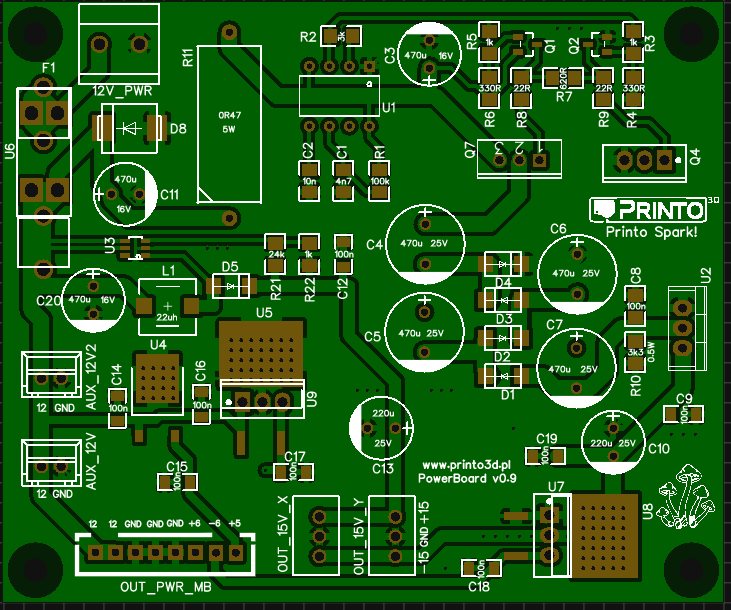 R2
3k
C3
470u 16V
R5
1k
Q1
Q2
1k
R3
F1
12V_PWR
R11
0R47
5W
U1
330R
R6
22R
R8
620R
R7
22R
R9
330R
R4
D8
U6
Q7
Q4
C2
10n
C1
4n7
R1
100k
470u
16V
C11
PRINTO 3D
Printo Spark!
U3
24k
R21
1k
R22
100n
C12
C4
470u 25V
C6
470u 25V
D4
D3
D2
D1
C8
100n
U2
C20
470u 16V
L1
22uh
D5
U5
C5
470u 25V
C7
470u 25V
3k3
0.5W
R10
U4
AUX_12V2
12 GND
C14
100n
C16
100n
U9
220u
25V
C13
C9
100n
AUX_12V
12 GND
C15
100n
C17
100n
www.printo3d.pl
PowerBoard v0.9
C19
100n
220u 25V
C10
U7
U8
OUT_15V_X
OUT_15V_Y
-15 GND +15
12 12 GND GND GND +6 -6 +5
OUT_PWR_MB
100n
C18